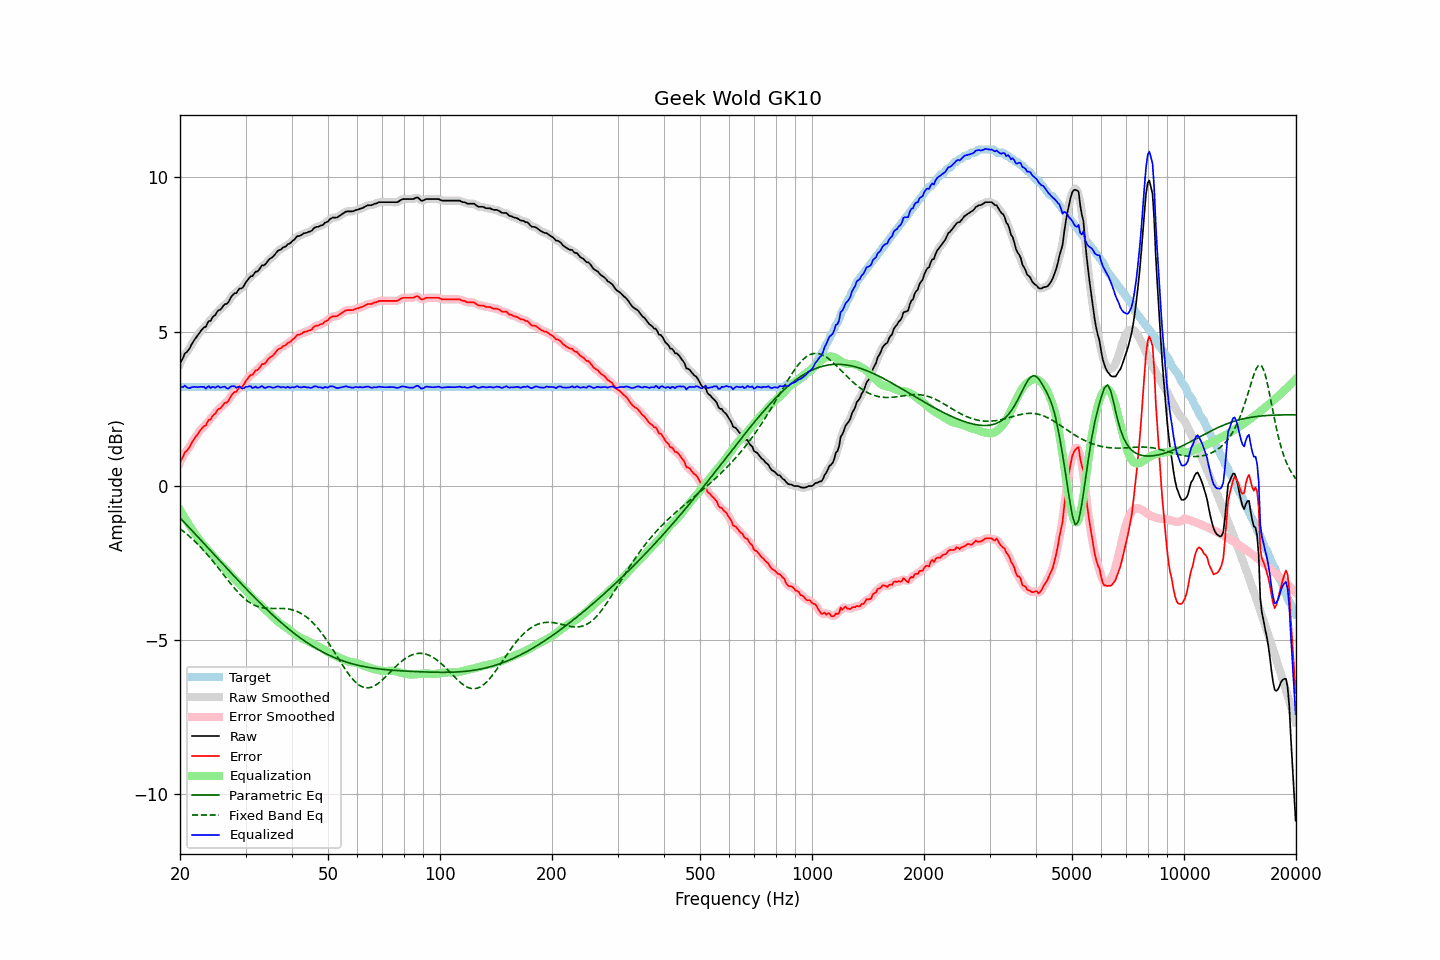 Geek Wold GK10
Amplitude (dBr)
10
5
0
−5
−10
Target
Raw Smoothed
Error Smoothed
Raw
Error
Equalization
Parametric Eq
Fixed Band Eq
Equalized
20 50 100 200 500 1000 2000 5000 10000 20000
Frequency (Hz)